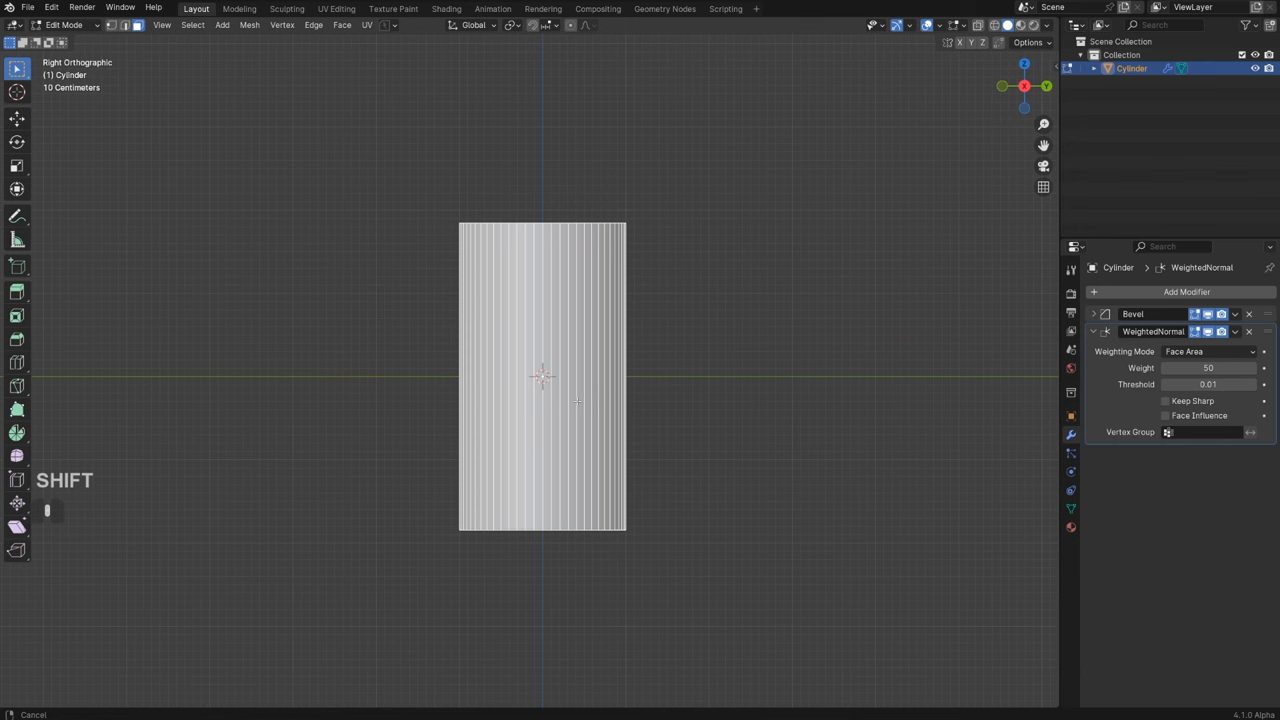 File Edit Render Window Help Layout Modeling Sculpting UV Editing Texture Paint Shading Animation Rendering Compositing Geometry Nodes Scripting + Scene ViewLayer
Edit Mode View Select Add Mesh Vertex Edge Face UV Global Search
X Y Z Options
Scene Collection
Collection
Cylinder
Right Orthographic
(1) Cylinder
10 Centimeters
Z
X
Y
Search
Cylinder > WeightedNormal
+ Add Modifier
Bevel
WeightedNormal
Weighting Mode Face Area
Weight 50
Threshold 0.01
Keep Sharp
Face Influence
Vertex Group
SHIFT
Cancel
4.1.0 Alpha